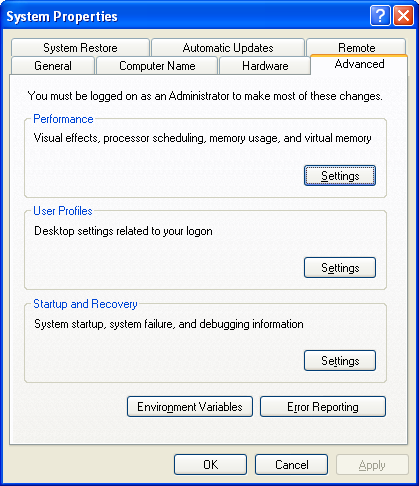 System Properties
System Restore Automatic Updates Remote
General Computer Name Hardware Advanced
You must be logged on as an Administrator to make most of these changes.
Performance
Visual effects, processor scheduling, memory usage, and virtual memory
Settings
User Profiles
Desktop settings related to your logon
Settings
Startup and Recovery
System startup, system failure, and debugging information
Settings
Environment Variables Error Reporting
OK Cancel Apply